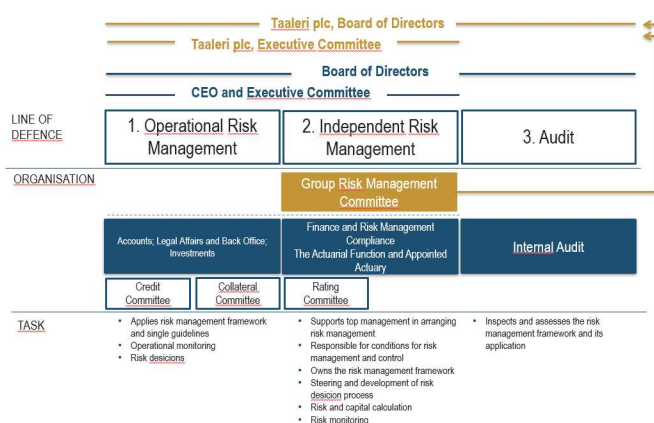 Taaleri plc, Board of Directors
Taaleri plc, Executive Committee
Board of Directors
CEO and Executive Committee
LINE OF
DEFENCE
1. Operational Risk
Management
2. Independent Risk
Management
3. Audit
ORGANISATION
Group Risk Management
Committee
Accounts; Legal Affairs and Back Office;
Investments
Finance and Risk Management
Compliance
The Actuarial Function and Appointed
Actuary
Internal Audit
Credit
Committee
Collateral
Committee
Rating
Committee
TASK
• Applies risk management framework
and single guidelines
• Operational monitoring
• Risk desicions
• Supports top management in arranging
risk management
• Responsible for conditions for risk
management and control
• Owns the risk management framework
• Steering and development of risk
desicion process
• Risk and capital calculation
• Risk monitoring
• Inspects and assesses the risk
management framework and its
application